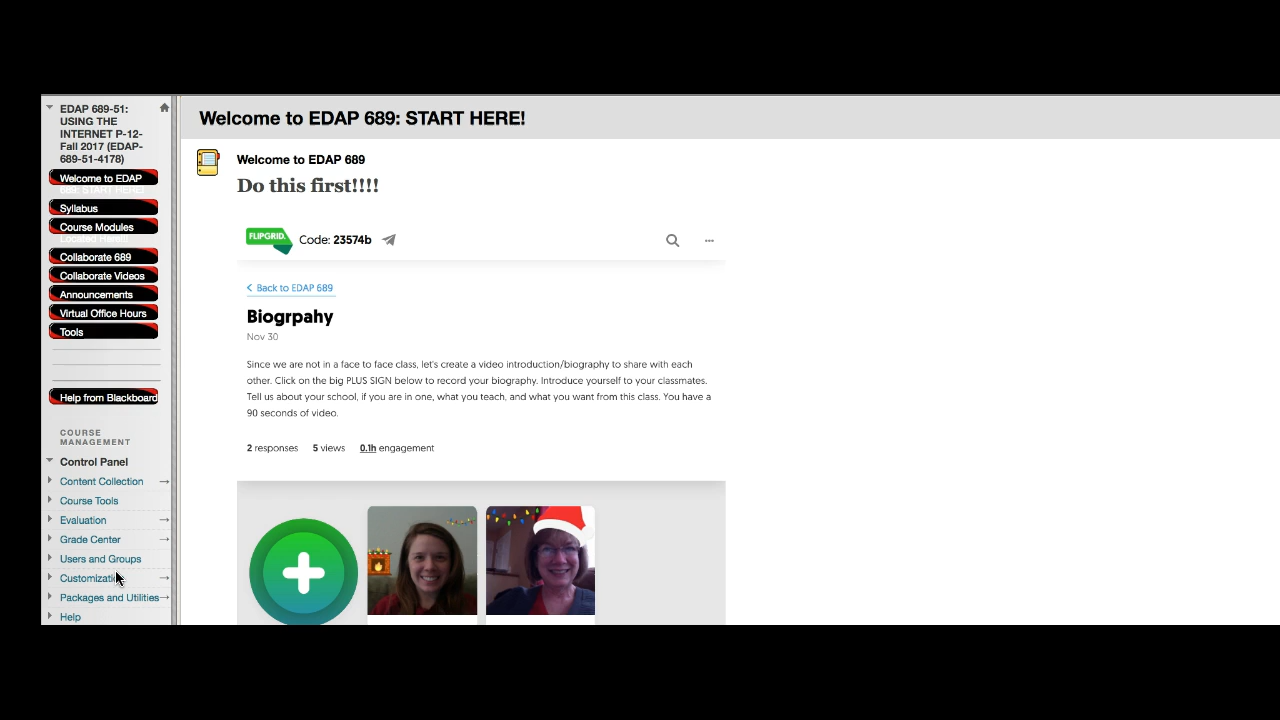 EDAP 689-51:
USING THE
INTERNET P-12-
Fall 2017 (EDAP-
689-51-4178)
Welcome to EDAP
689: START HERE!
Syllabus
Course Modules
Located Here!!!
Collaborate 689
Collaborate Videos
Announcements
Virtual Office Hours
Tools
Help from Blackboard
COURSE
MANAGEMENT
Control Panel
Content Collection
Course Tools
Evaluation
Grade Center
Users and Groups
Customization
Packages and Utilities
Help
Welcome to EDAP 689: START HERE!
Welcome to EDAP 689
Do this first!!!!
FLIPGRID. Code: 23574b
Back to EDAP 689
Biogrpahy
Nov 30
Since we are not in a face to face class, let's create a video introduction/biography to share with each
other. Click on the big PLUS SIGN below to record your biography. Introduce yourself to your classmates.
Tell us about your school, if you are in one, what you teach, and what you want from this class. You have a
90 seconds of video.
2 responses 5 views 0.1h engagement